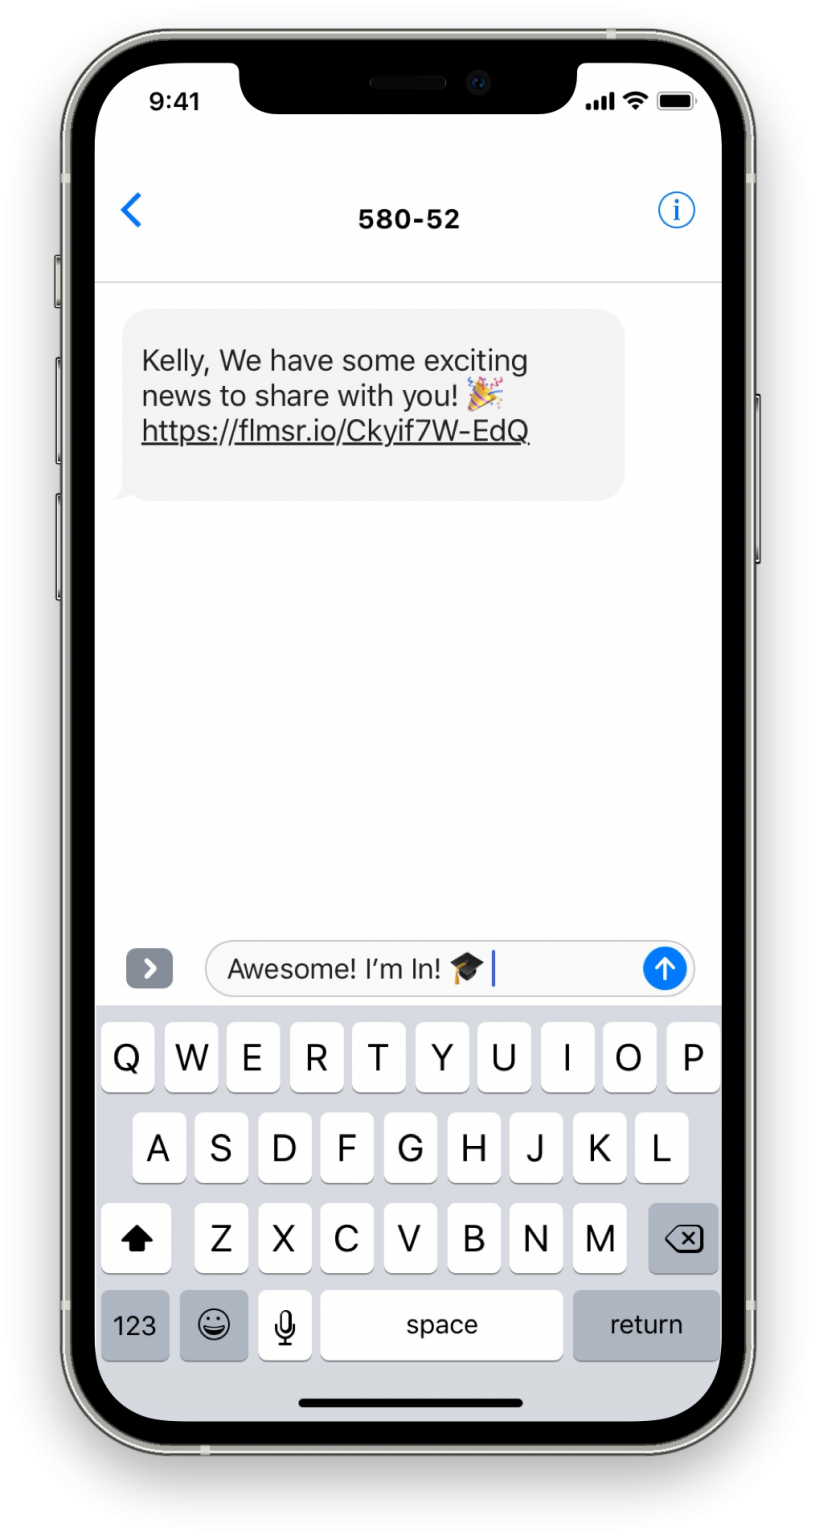 9:41
580-52
Kelly, We have some exciting
news to share with you! 🎉
https://flmsr.io/Ckyif7W-EdQ
Awesome! I’m In! 🎓
Q W E R T Y U I O P
A S D F G H J K L
Z X C V B N M
123 space return